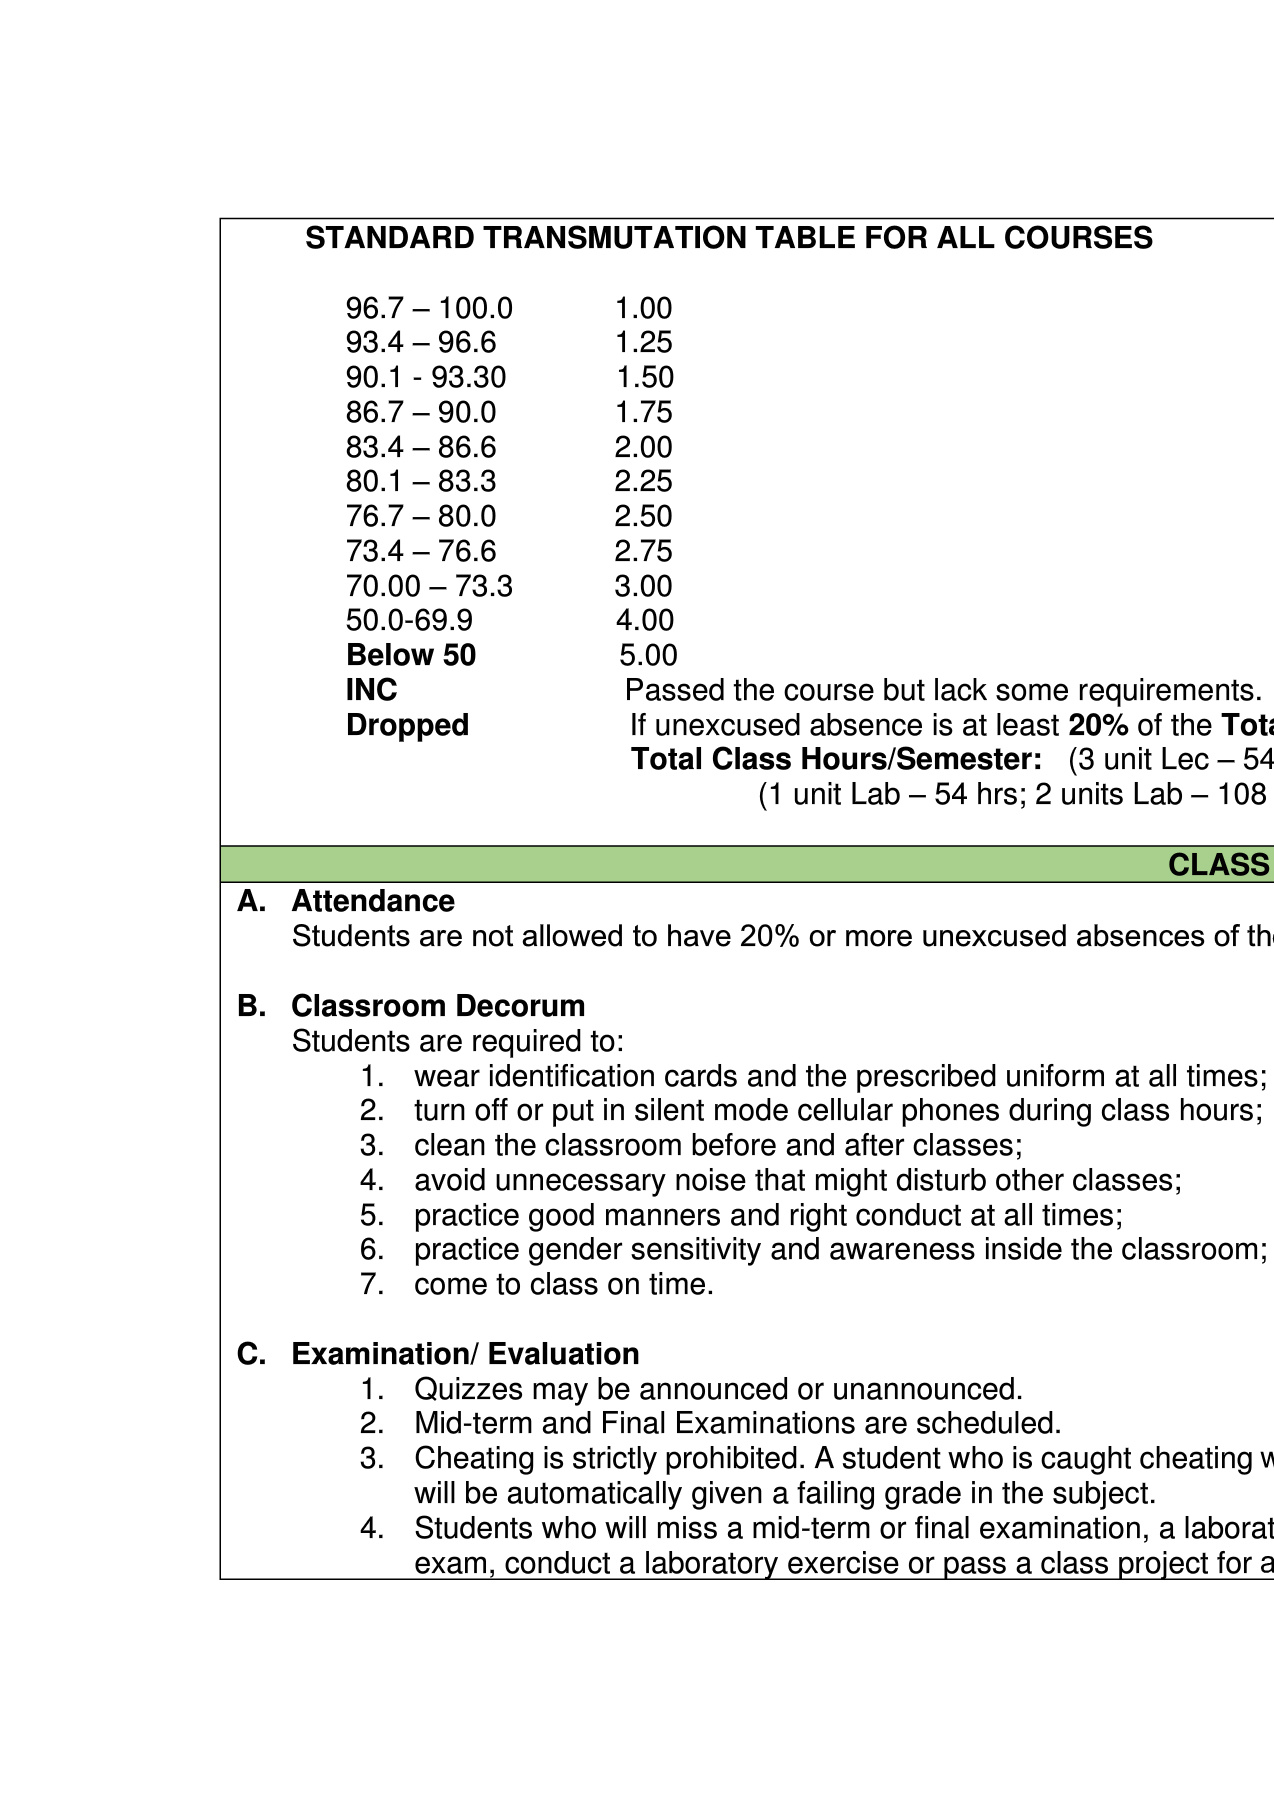 STANDARD TRANSMUTATION TABLE FOR ALL COURSES
96.7 – 100.0 1.00
93.4 – 96.6 1.25
90.1 - 93.30 1.50
86.7 – 90.0 1.75
83.4 – 86.6 2.00
80.1 – 83.3 2.25
76.7 – 80.0 2.50
73.4 – 76.6 2.75
70.00 – 73.3 3.00
50.0-69.9 4.00
Below 50 5.00
INC Passed the course but lack some requirements.
Dropped If unexcused absence is at least 20% of the
Total Class Hours/Semester: (3 unit Lec – 54
(1 unit Lab – 54 hrs; 2 units Lab – 108
CLASS
A. Attendance
Students are not allowed to have 20% or more unexcused absences of
B. Classroom Decorum
Students are required to:
1. wear identification cards and the prescribed uniform at all times;
2. turn off or put in silent mode cellular phones during class hours;
3. clean the classroom before and after classes;
4. avoid unnecessary noise that might disturb other classes;
5. practice good manners and right conduct at all times;
6. practice gender sensitivity and awareness inside the classroom;
7. come to class on time.
C. Examination/ Evaluation
1. Quizzes may be announced or unannounced.
2. Mid-term and Final Examinations are scheduled.
3. Cheating is strictly prohibited. A student who is caught cheating
will be automatically given a failing grade in the subject.
4. Students who will miss a mid-term or final examination, a
exam, conduct a laboratory exercise or pass a class project for